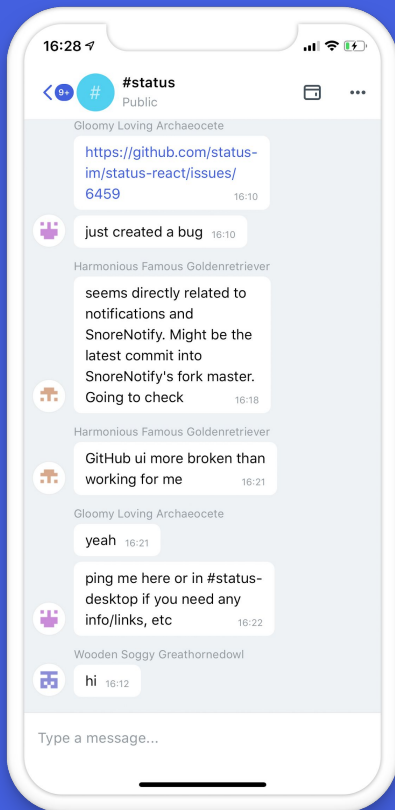 16:28
9+
#
#status
Public
Gloomy Loving Archaeocete
https://github.com/status-
im/status-react/issues/
6459
16:10
just created a bug 16:10
Harmonious Famous Goldenretriever
seems directly related to
notifications and
SnoreNotify. Might be the
latest commit into
SnoreNotify's fork master.
Going to check 16:18
Harmonious Famous Goldenretriever
GitHub ui more broken than
working for me 16:21
Gloomy Loving Archaeocete
yeah 16:21
ping me here or in #status-
desktop if you need any
info/links, etc 16:22
Wooden Soggy Greathornedowl
hi 16:12
Type a message...